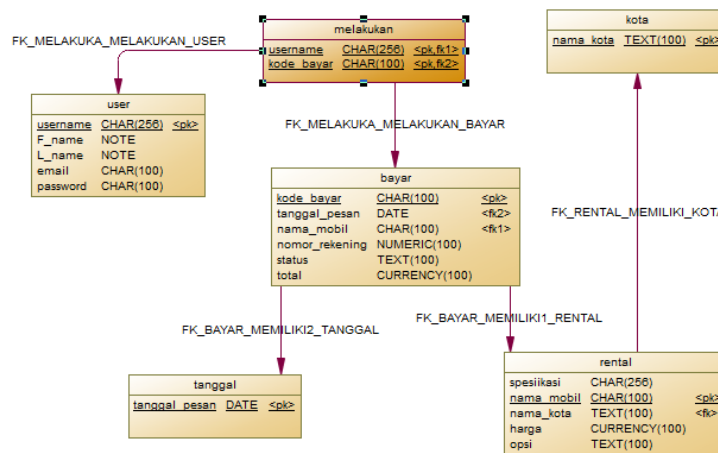 melakukan
username CHAR(256) <pk,fk1>
kode_bayar CHAR(100) <pk,fk2>
kota
nama_kota TEXT(100) <pk>
FK_MELAKUKA_MELAKUKAN_USER
user
username CHAR(256) <pk>
F_name NOTE
L_name NOTE
email CHAR(100)
password CHAR(100)
FK_MELAKUKA_MELAKUKAN_BAYAR
bayar
kode_bayar CHAR(100) <pk>
tanggal_pesan DATE <fk2>
nama_mobil CHAR(100) <fk1>
nomor_rekening NUMERIC(100)
status TEXT(100)
total CURRENCY(100)
FK_RENTAL_MEMILIKI_KOTA
FK_BAYAR_MEMILIKI2_TANGGAL
FK_BAYAR_MEMILIKI1_RENTAL
tanggal
tanggal_pesan DATE <pk>
rental
spesiikasi CHAR(256)
nama_mobil CHAR(100) <pk>
nama_kota TEXT(100) <fk>
harga CURRENCY(100)
opsi TEXT(100)